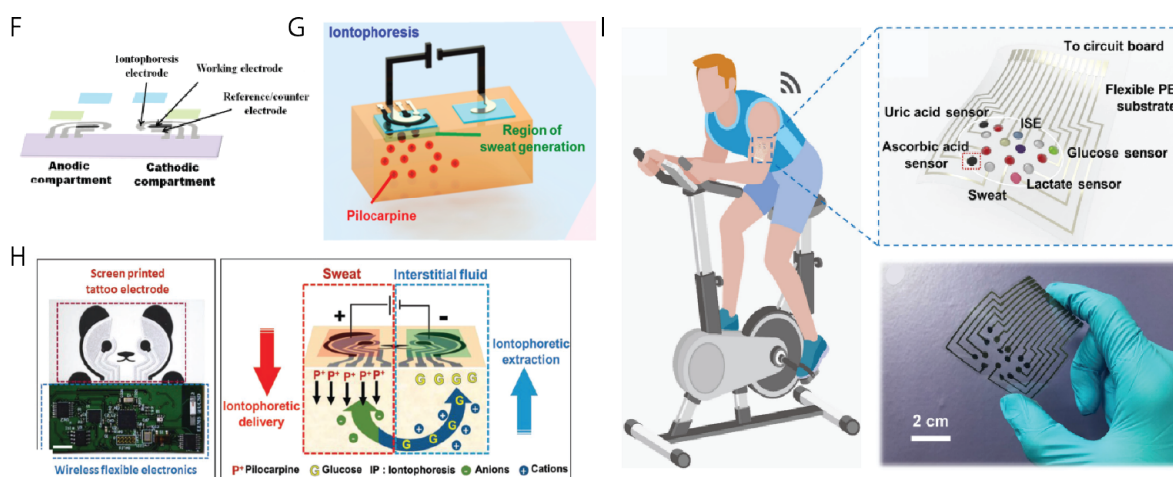 F
Iontophoresis
electrode
Working electrode
Reference/counter
electrode
Anodic
compartment
Cathodic
compartment
G
Iontophoresis
Region of
sweat generation
Pilocarpine
H
Screen printed
tattoo electrode
Wireless flexible electronics
Sweat
Interstitial fluid
+
-
Iontophoretic
delivery
Iontophoretic
extraction
P+ P+ P+ P+ P+
G G G G
G
G
G
P+ Pilocarpine G Glucose IP : Iontophoresis - Anions + Cations
I
To circuit board
Flexible PE
substrate
Uric acid sensor
ISE
Ascorbic acid
sensor
Glucose sensor
Lactate sensor
Sweat
2 cm